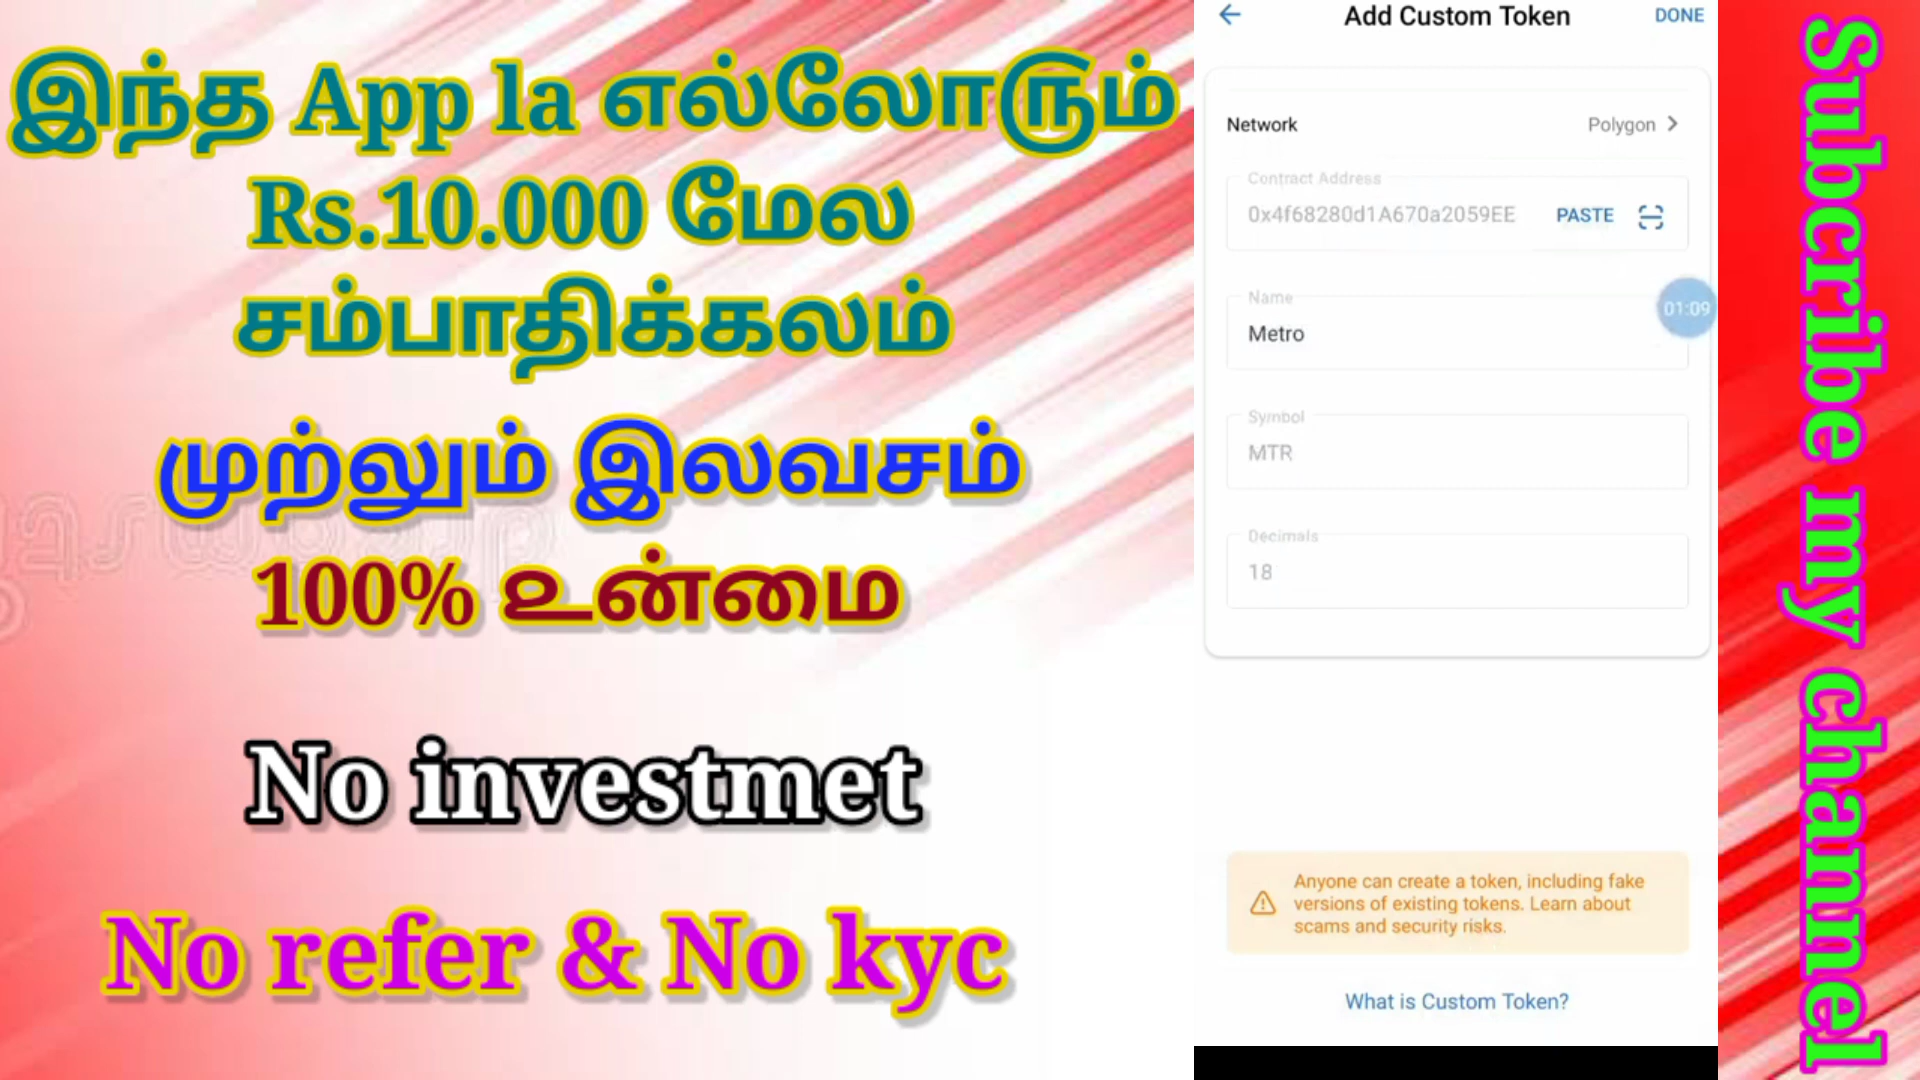 இந்த App la எல்லோரும்
Rs.10.000 மேல
சம்பாதிக்கலம்
முற்லும் இலவசம்
100% உன்மை
No investmet
No refer & No kyc
Add Custom Token
DONE
Network
Polygon
Contract Address
0x4f68280d1A670a2059EE
PASTE
01:09
Name
Metro
Symbol
MTR
Decimals
18
Anyone can create a token, including fake
versions of existing tokens. Learn about
scams and security risks.
What is Custom Token?
Subcribe my channel